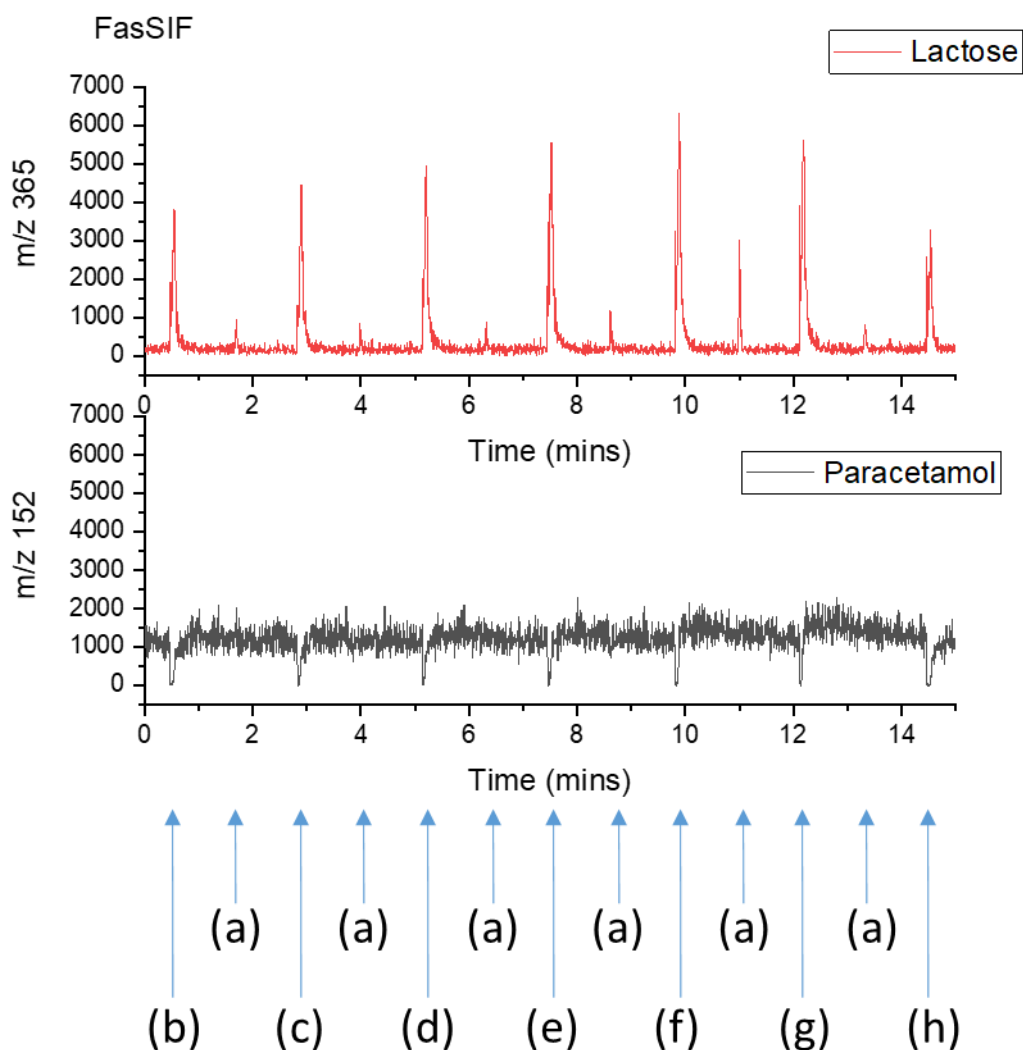 FasSIF
Lactose
m/z 365
7000
6000
5000
4000
3000
2000
1000
0
0 2 4 6 8 10 12 14
Time (mins)
Paracetamol
m/z 152
7000
6000
5000
4000
3000
2000
1000
0
0 2 4 6 8 10 12 14
Time (mins)
(a) (a) (a) (a) (a) (a)
(b) (c) (d) (e) (f) (g) (h)